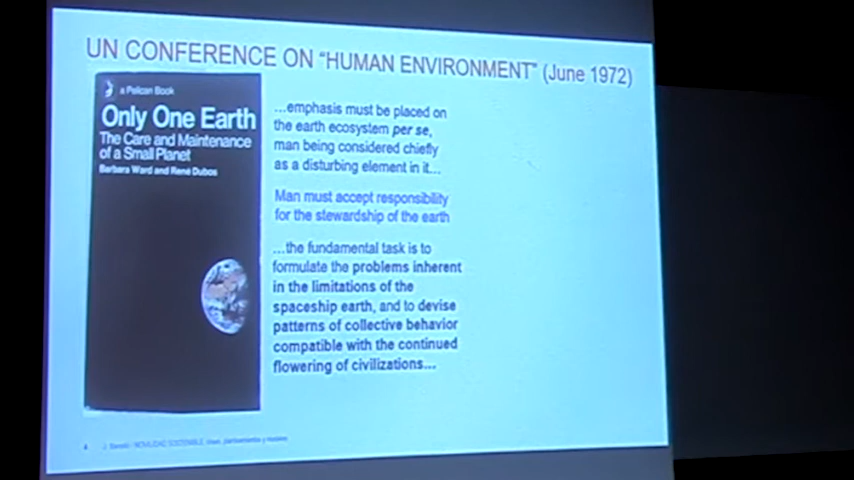 UN CONFERENCE ON “HUMAN ENVIRONMENT” (June 1972)
a Pelican Book
Only One Earth
The Care and Maintenance
of a Small Planet
Barbara Ward and René Dubos
...emphasis must be placed on
the earth ecosystem per se,
man being considered chiefly
as a disturbing element in it...
Man must accept responsibility
for the stewardship of the earth
...the fundamental task is to
formulate the problems inherent
in the limitations of the
spaceship earth, and to devise
patterns of collective behavior
compatible with the continued
flowering of civilizations...
4 MOVILIDAD SOSTENIBLE